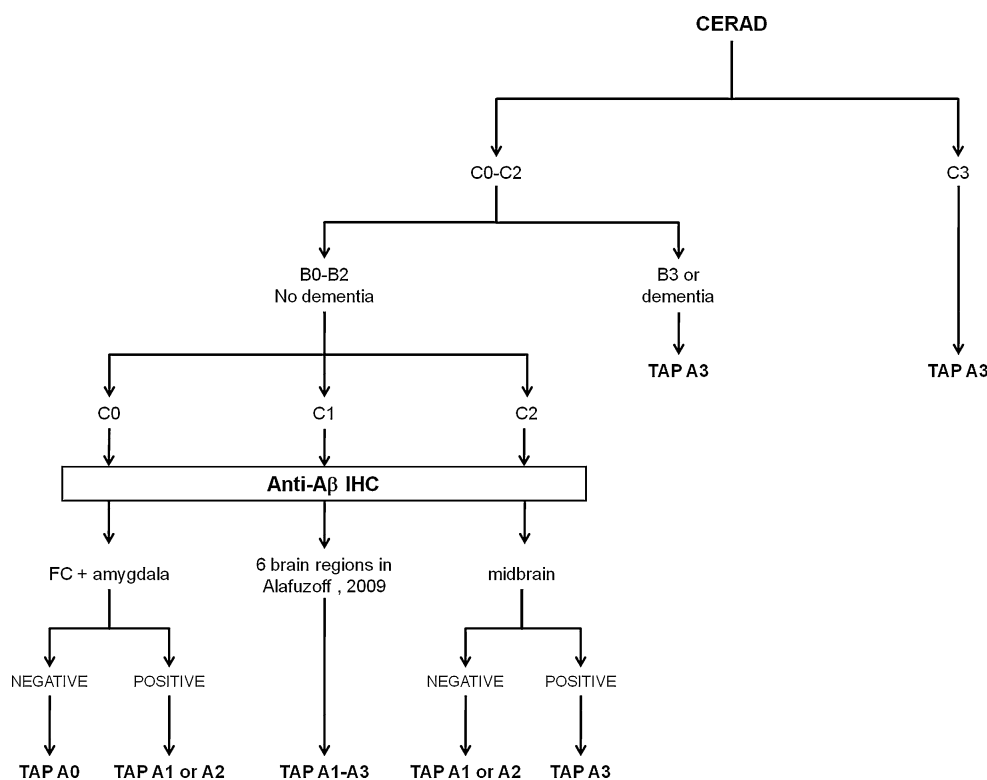 CERAD
C0-C2
C3
B0-B2
No dementia
B3 or
dementia
TAP A3
TAP A3
C0
C1
C2
Anti-Aβ IHC
FC + amygdala
6 brain regions in
Alafuzoff , 2009
midbrain
NEGATIVE
POSITIVE
NEGATIVE
POSITIVE
TAP A0
TAP A1 or A2
TAP A1-A3
TAP A1 or A2
TAP A3